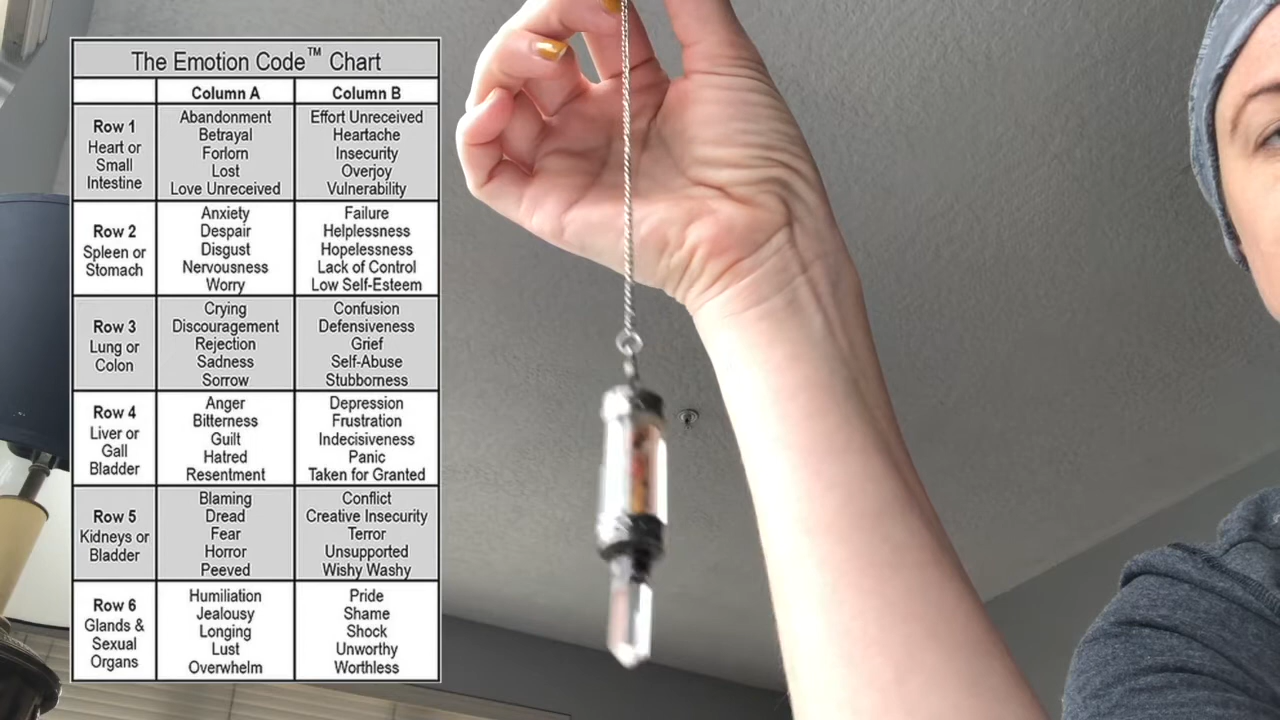 The Emotion Code™ Chart
Column A Column B
Row 1
Heart or
Small
Intestine
Abandonment
Betrayal
Forlorn
Lost
Love Unreceived
Effort Unreceived
Heartache
Insecurity
Overjoy
Vulnerability
Row 2
Spleen or
Stomach
Anxiety
Despair
Disgust
Nervousness
Worry
Failure
Helplessness
Hopelessness
Lack of Control
Low Self-Esteem
Row 3
Lung or
Colon
Crying
Discouragement
Rejection
Sadness
Sorrow
Confusion
Defensiveness
Grief
Self-Abuse
Stubborness
Row 4
Liver or
Gall
Bladder
Anger
Bitterness
Guilt
Hatred
Resentment
Depression
Frustration
Indecisiveness
Panic
Taken for Granted
Row 5
Kidneys or
Bladder
Blaming
Dread
Fear
Horror
Peeved
Conflict
Creative Insecurity
Terror
Unsupported
Wishy Washy
Row 6
Glands &
Sexual
Organs
Humiliation
Jealousy
Longing
Lust
Overwhelm
Pride
Shame
Shock
Unworthy
Worthless